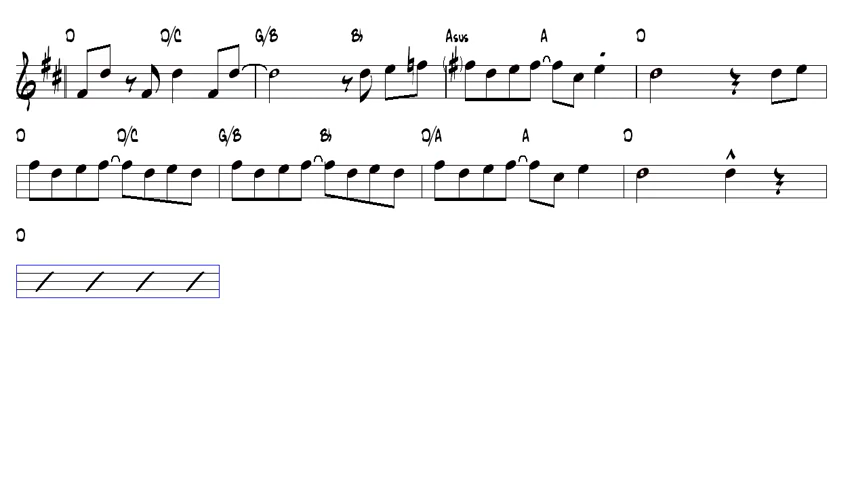 D D/C G/B B♭ Asus A D
D D/C G/B B♭ D/A A D
D